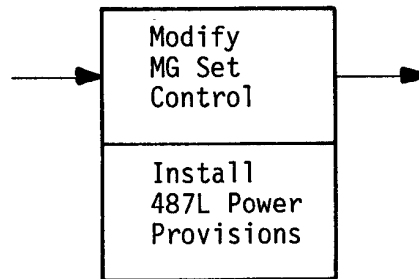 Modify
MG Set
Control
Install
487L Power
Provisions